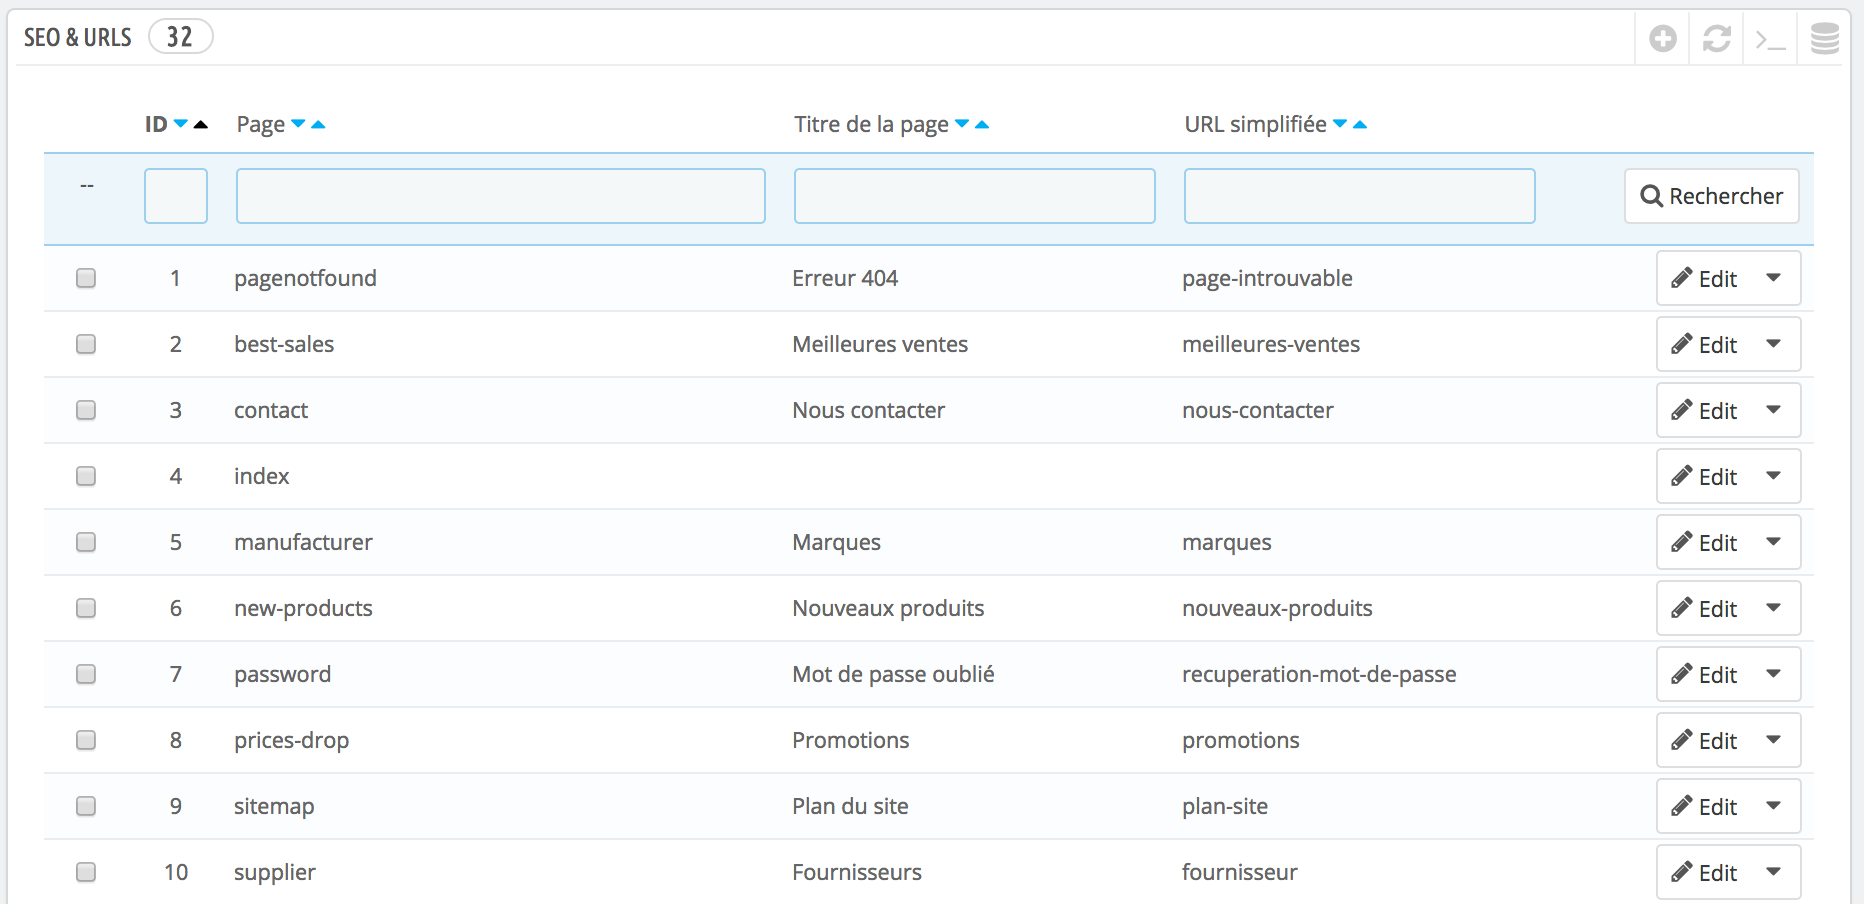 SEO & URLS 32
ID Page Titre de la page URL simplifiée
-- Rechercher
1 pagenotfound Erreur 404 page-introuvable Edit
2 best-sales Meilleures ventes meilleures-ventes Edit
3 contact Nous contacter nous-contacter Edit
4 index Edit
5 manufacturer Marques marques Edit
6 new-products Nouveaux produits nouveaux-produits Edit
7 password Mot de passe oublié recuperation-mot-de-passe Edit
8 prices-drop Promotions promotions Edit
9 sitemap Plan du site plan-site Edit
10 supplier Fournisseurs fournisseur Edit